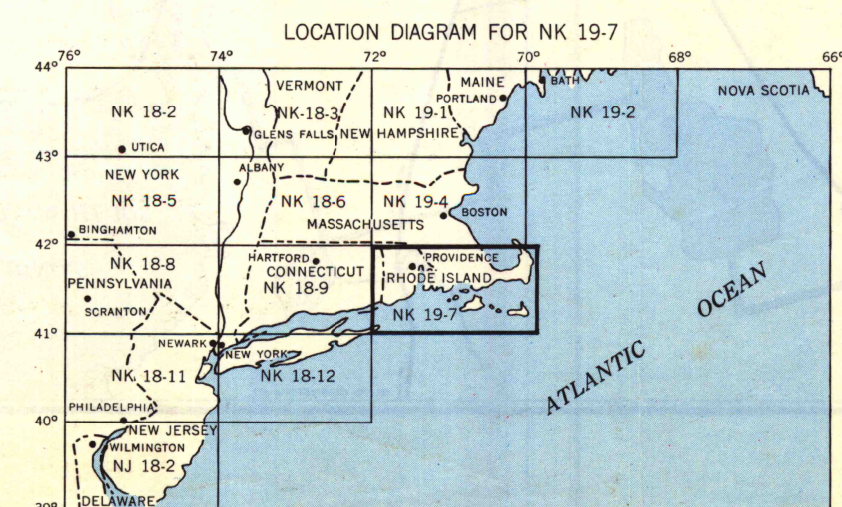 LOCATION DIAGRAM FOR NK 19-7
76°
74°
72°
70°
68°
66°
44°
VERMONT
MAINE
BATH
NOVA SCOTIA
PORTLAND
NK 18-2
NK-18-3
NK 19-1
NK 19-2
GLENS FALLS
NEW HAMPSHIRE
UTICA
43°
ALBANY
NEW YORK
NK 18-5
NK 18-6
NK 19-4
BOSTON
MASSACHUSETTS
BINGHAMTON
42°
HARTFORD
PROVIDENCE
NK 18-8
CONNECTICUT
RHODE ISLAND
PENNSYLVANIA
NK 18-9
SCRANTON
NK 19-7
OCEAN
41°
NEWARK
NEW YORK
ATLANTIC
NK 18-11
NK 18-12
PHILADELPHIA
40°
NEW JERSEY
WILMINGTON
NJ 18-2
DELAWARE
39°